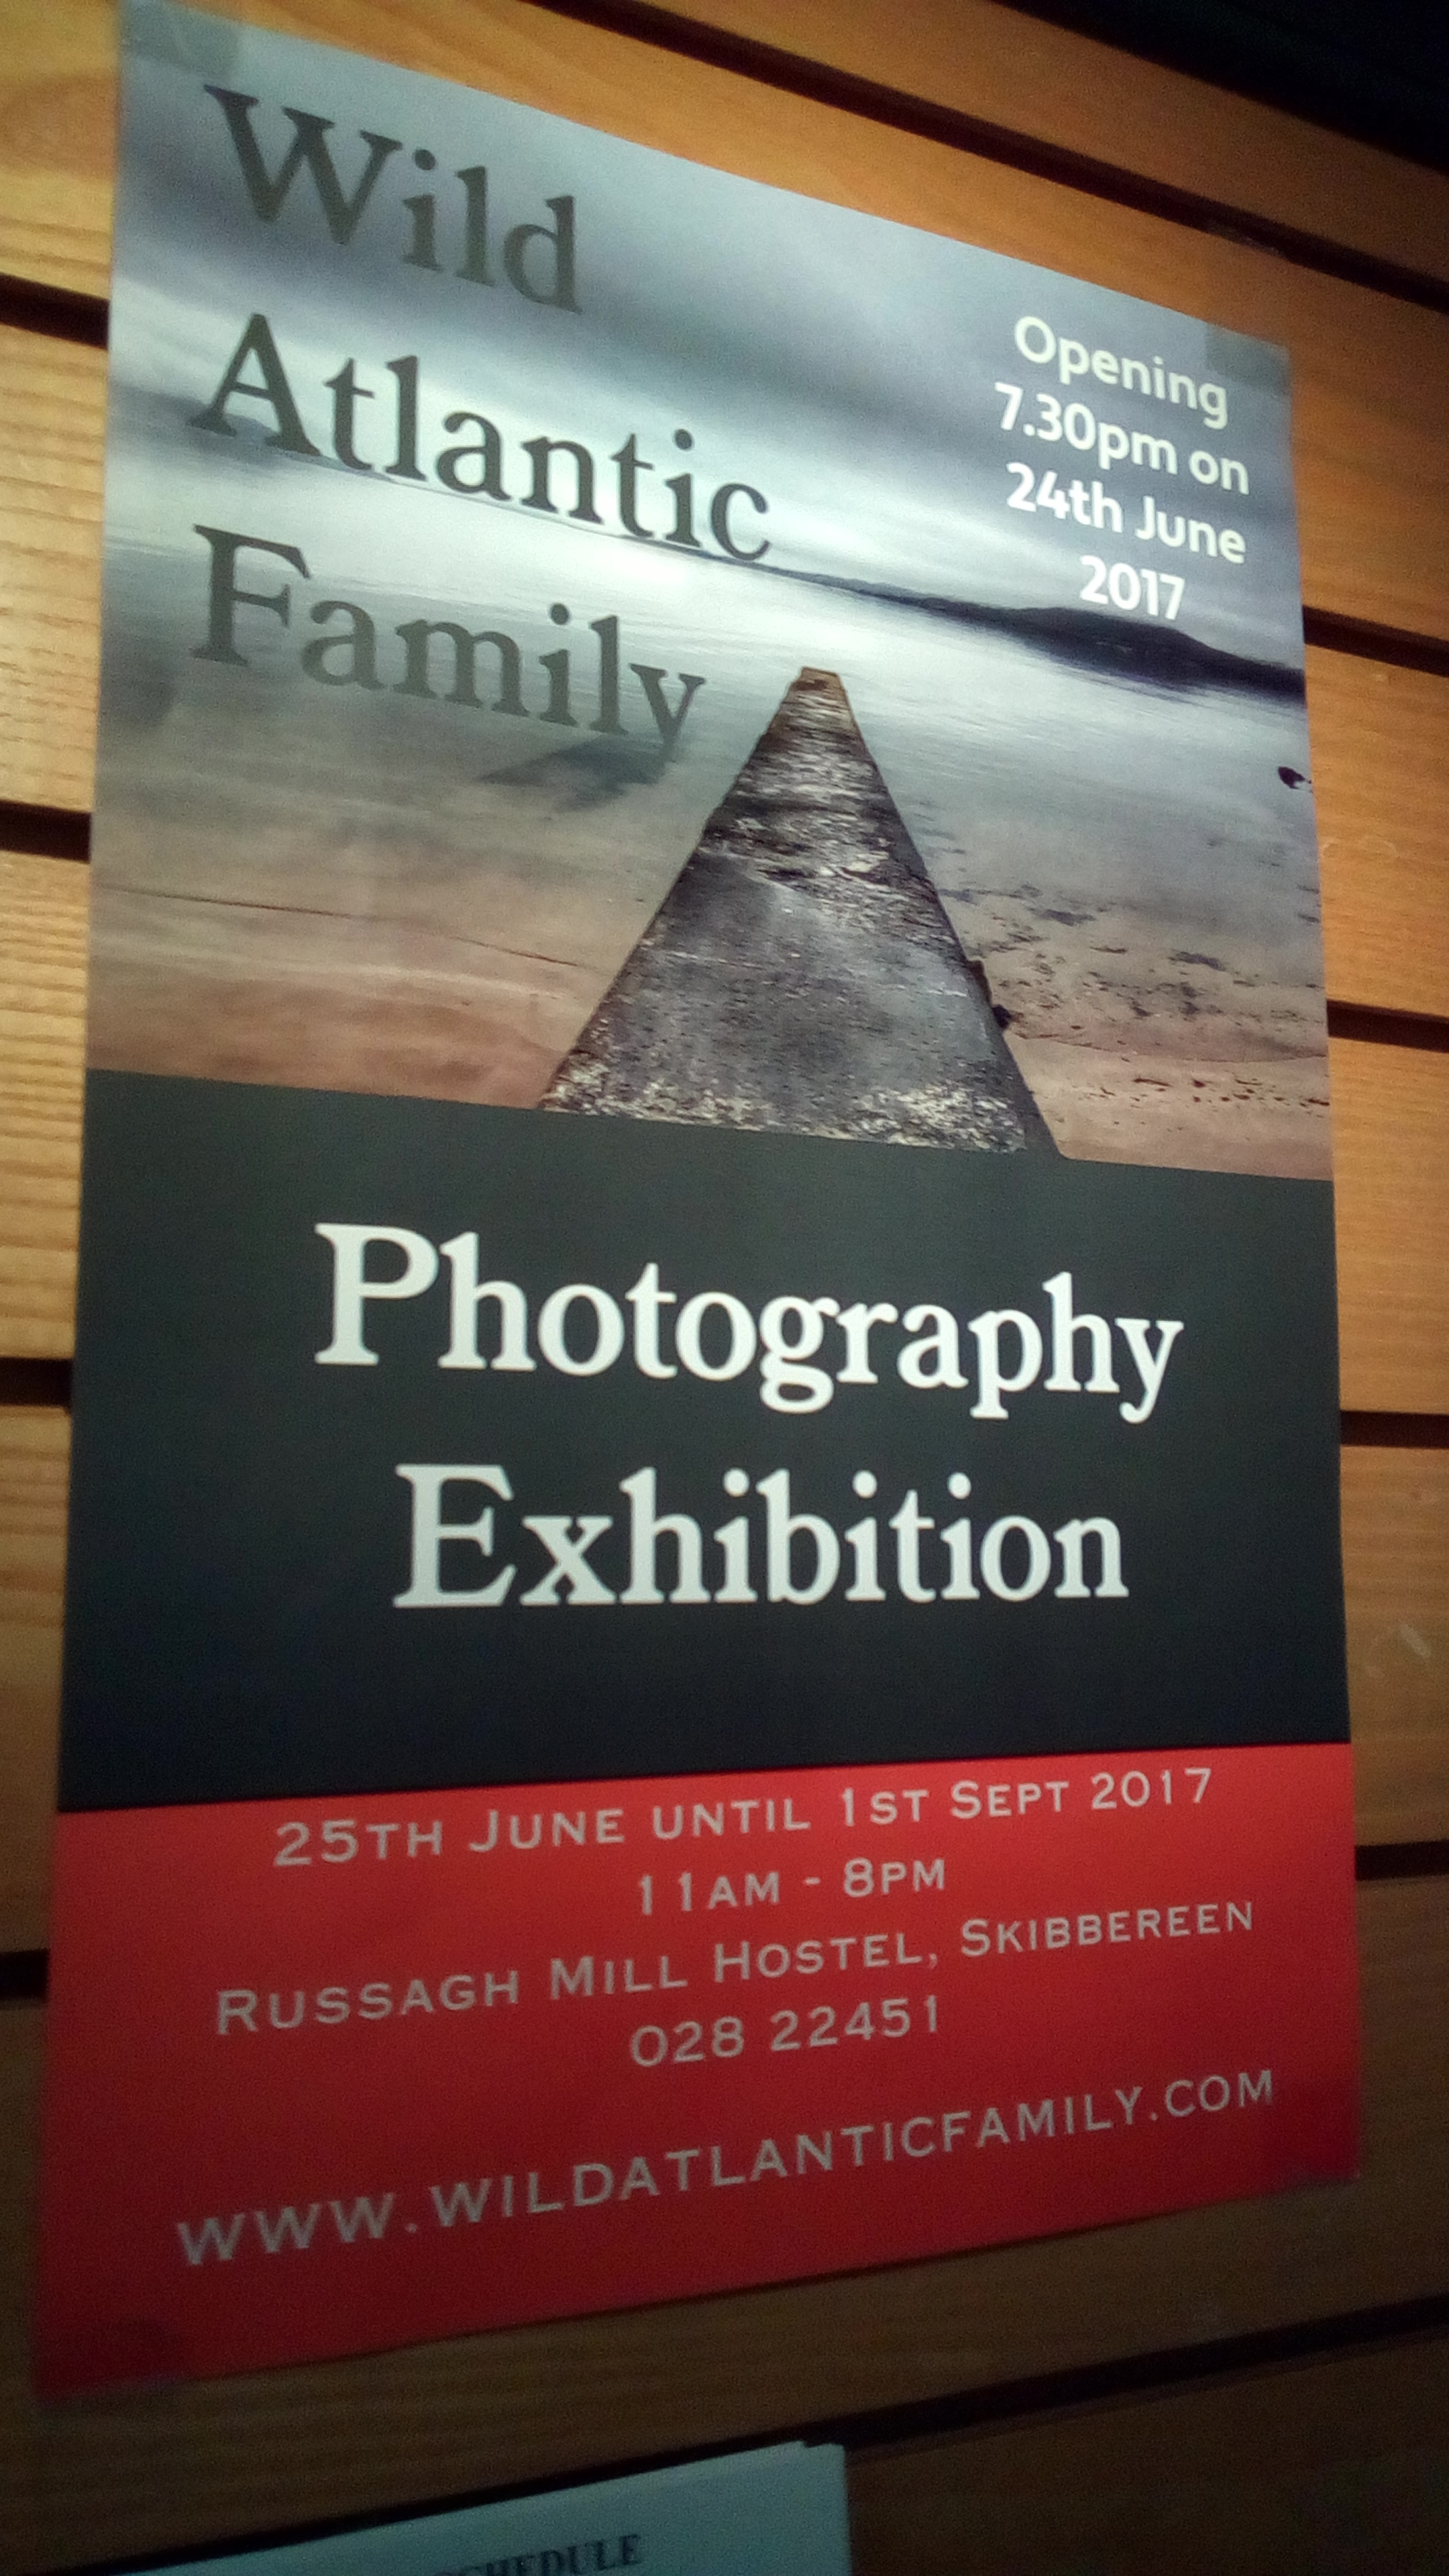 Wild
Atlantic
Family
Opening
7.30pm on
24th June
2017
Photography
Exhibition
25TH JUNE UNTIL 1ST SEPT 2017
11AM - 8PM
RUSSAGH MILL HOSTEL, SKIBBEREEN
028 22451
WWW.WILDATLANTICFAMILY.COM
SCHEDULE